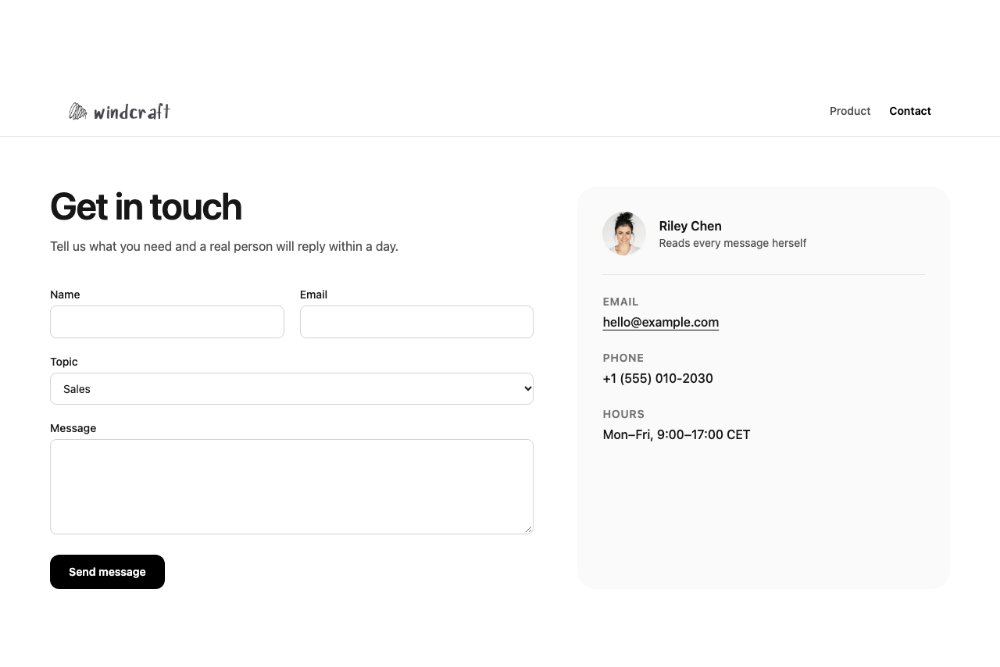 windcraft
Product
Contact
Get in touch
Tell us what you need and a real person will reply within a day.
Name
Email
Topic
Sales
Message
Send message
Riley Chen
Reads every message herself
EMAIL
hello@example.com
PHONE
+1 (555) 010-2030
HOURS
Mon–Fri, 9:00–17:00 CET